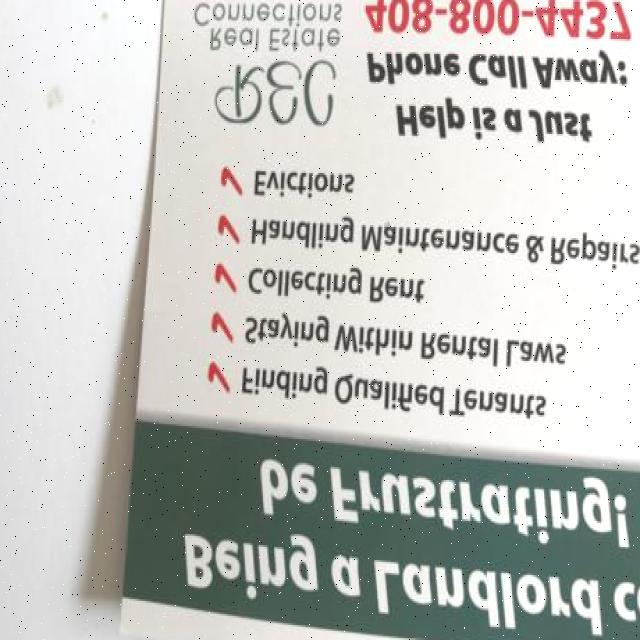 Being a Landlord c
be Frustrating!
✓ Finding Qualified Tenants
✓ Staying Within Rental Laws
✓ Collecting Rent
✓ Handling Maintenance & Repairs
✓ Evictions
Help is a Just
Phone Call Away:
408-800-4437
REC
Real Estate
Connections